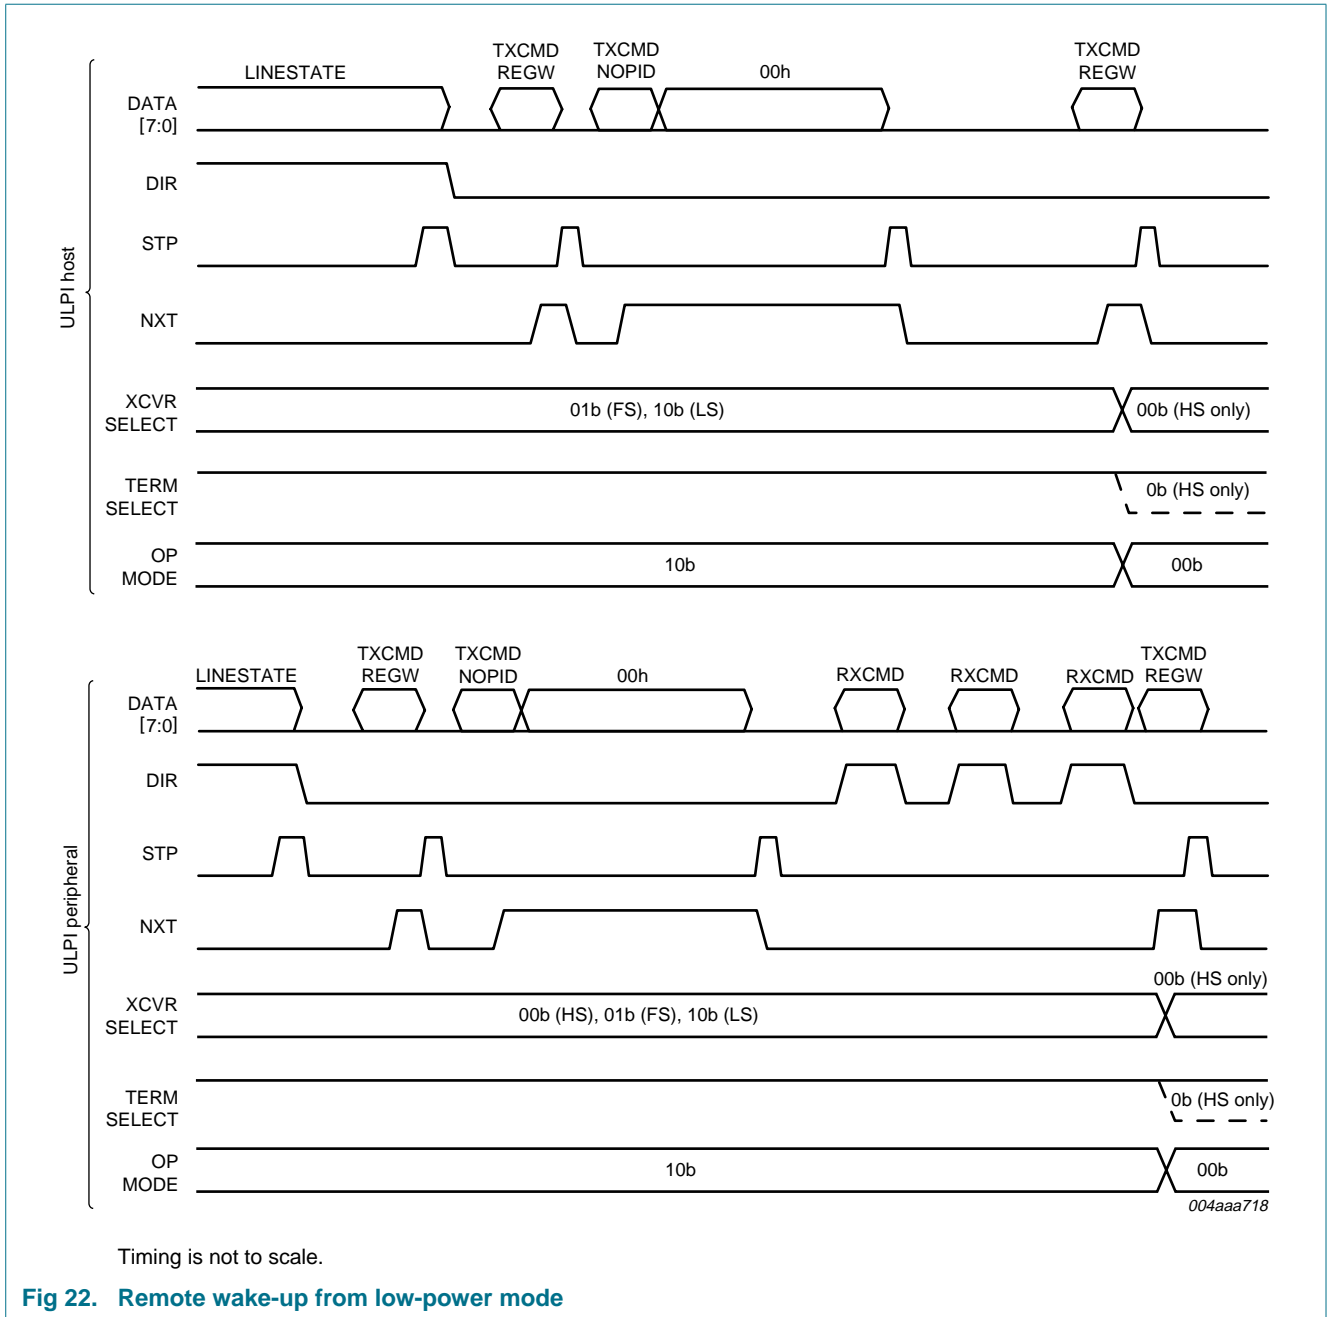 ULPI host
TXCMD REGW
TXCMD NOPID
TXCMD REGW
LINESTATE
00h
DATA [7:0]
DIR
STP
NXT
XCVR SELECT
01b (FS), 10b (LS)
00b (HS only)
TERM SELECT
0b (HS only)
OP MODE
10b
00b
ULPI peripheral
TXCMD REGW
TXCMD NOPID
TXCMD REGW
LINESTATE
00h
RXCMD
RXCMD
RXCMD
DATA [7:0]
DIR
STP
NXT
XCVR SELECT
00b (HS), 01b (FS), 10b (LS)
00b (HS only)
TERM SELECT
0b (HS only)
OP MODE
10b
00b
004aaa718
Timing is not to scale.
Fig 22. Remote wake-up from low-power mode